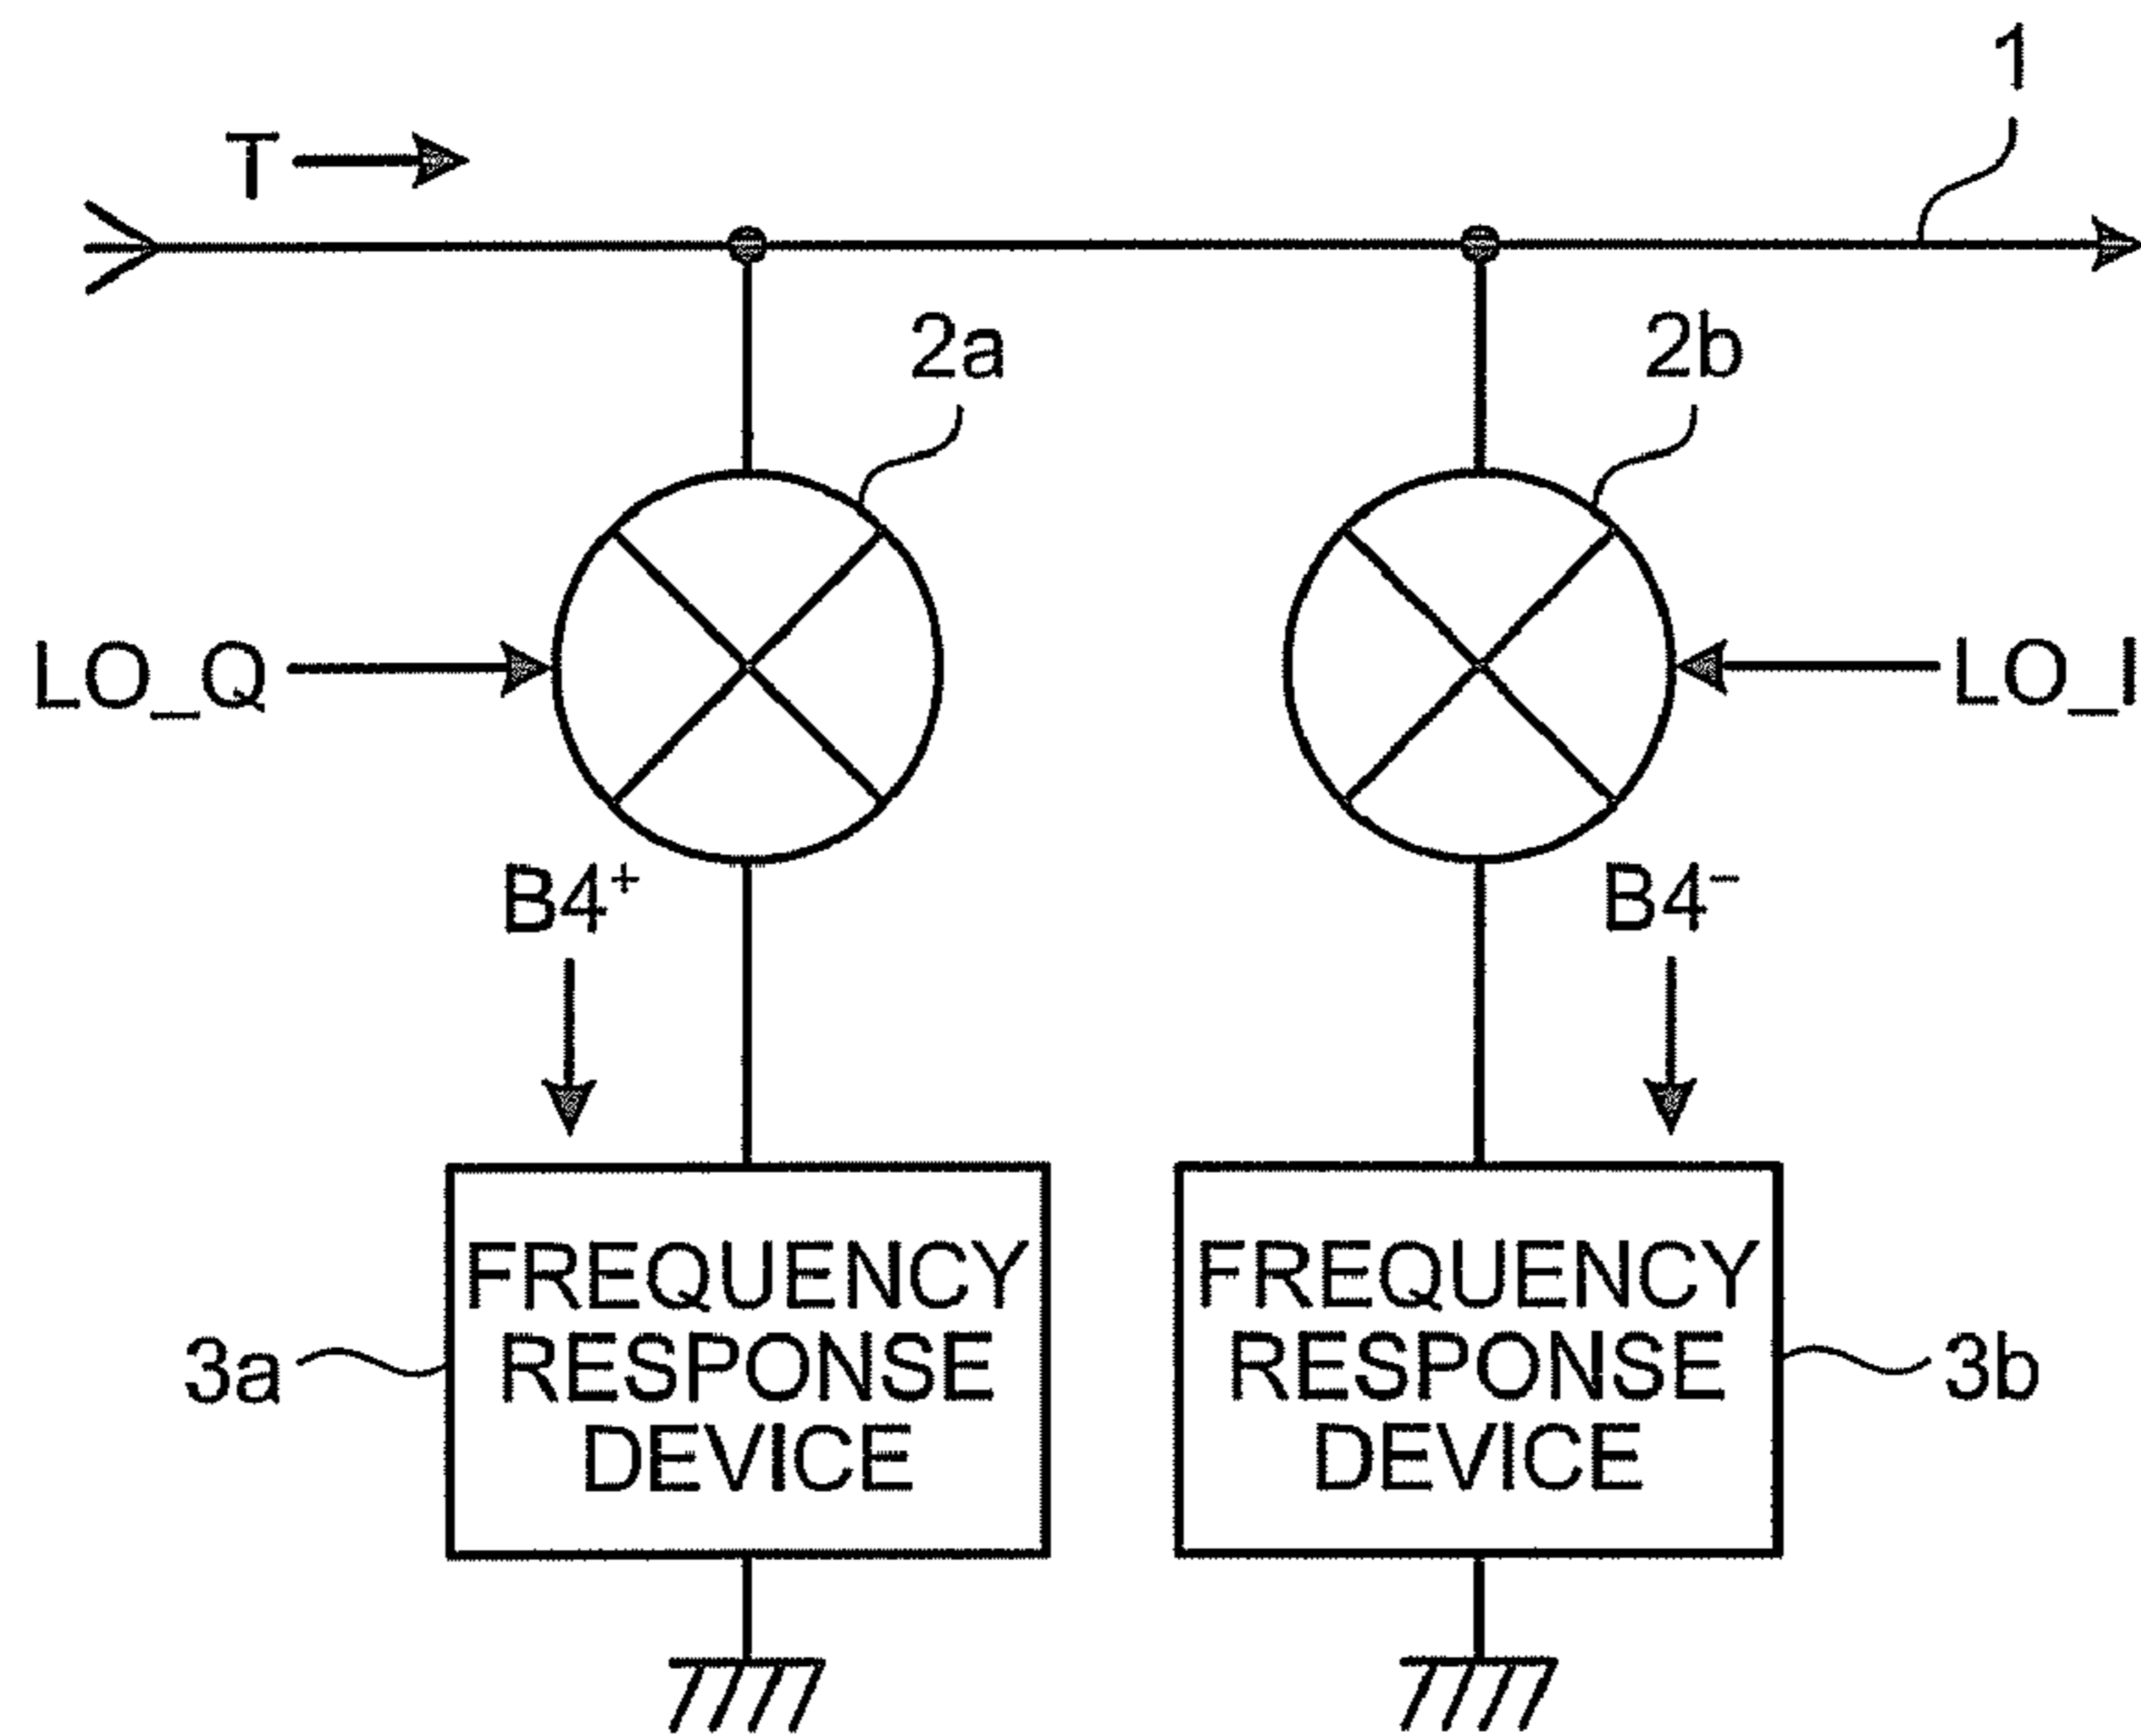 1
T
2a
2b
LO_Q
LO_I
B4⁺
B4⁻
FREQUENCY
RESPONSE
DEVICE
FREQUENCY
RESPONSE
DEVICE
3a
3b